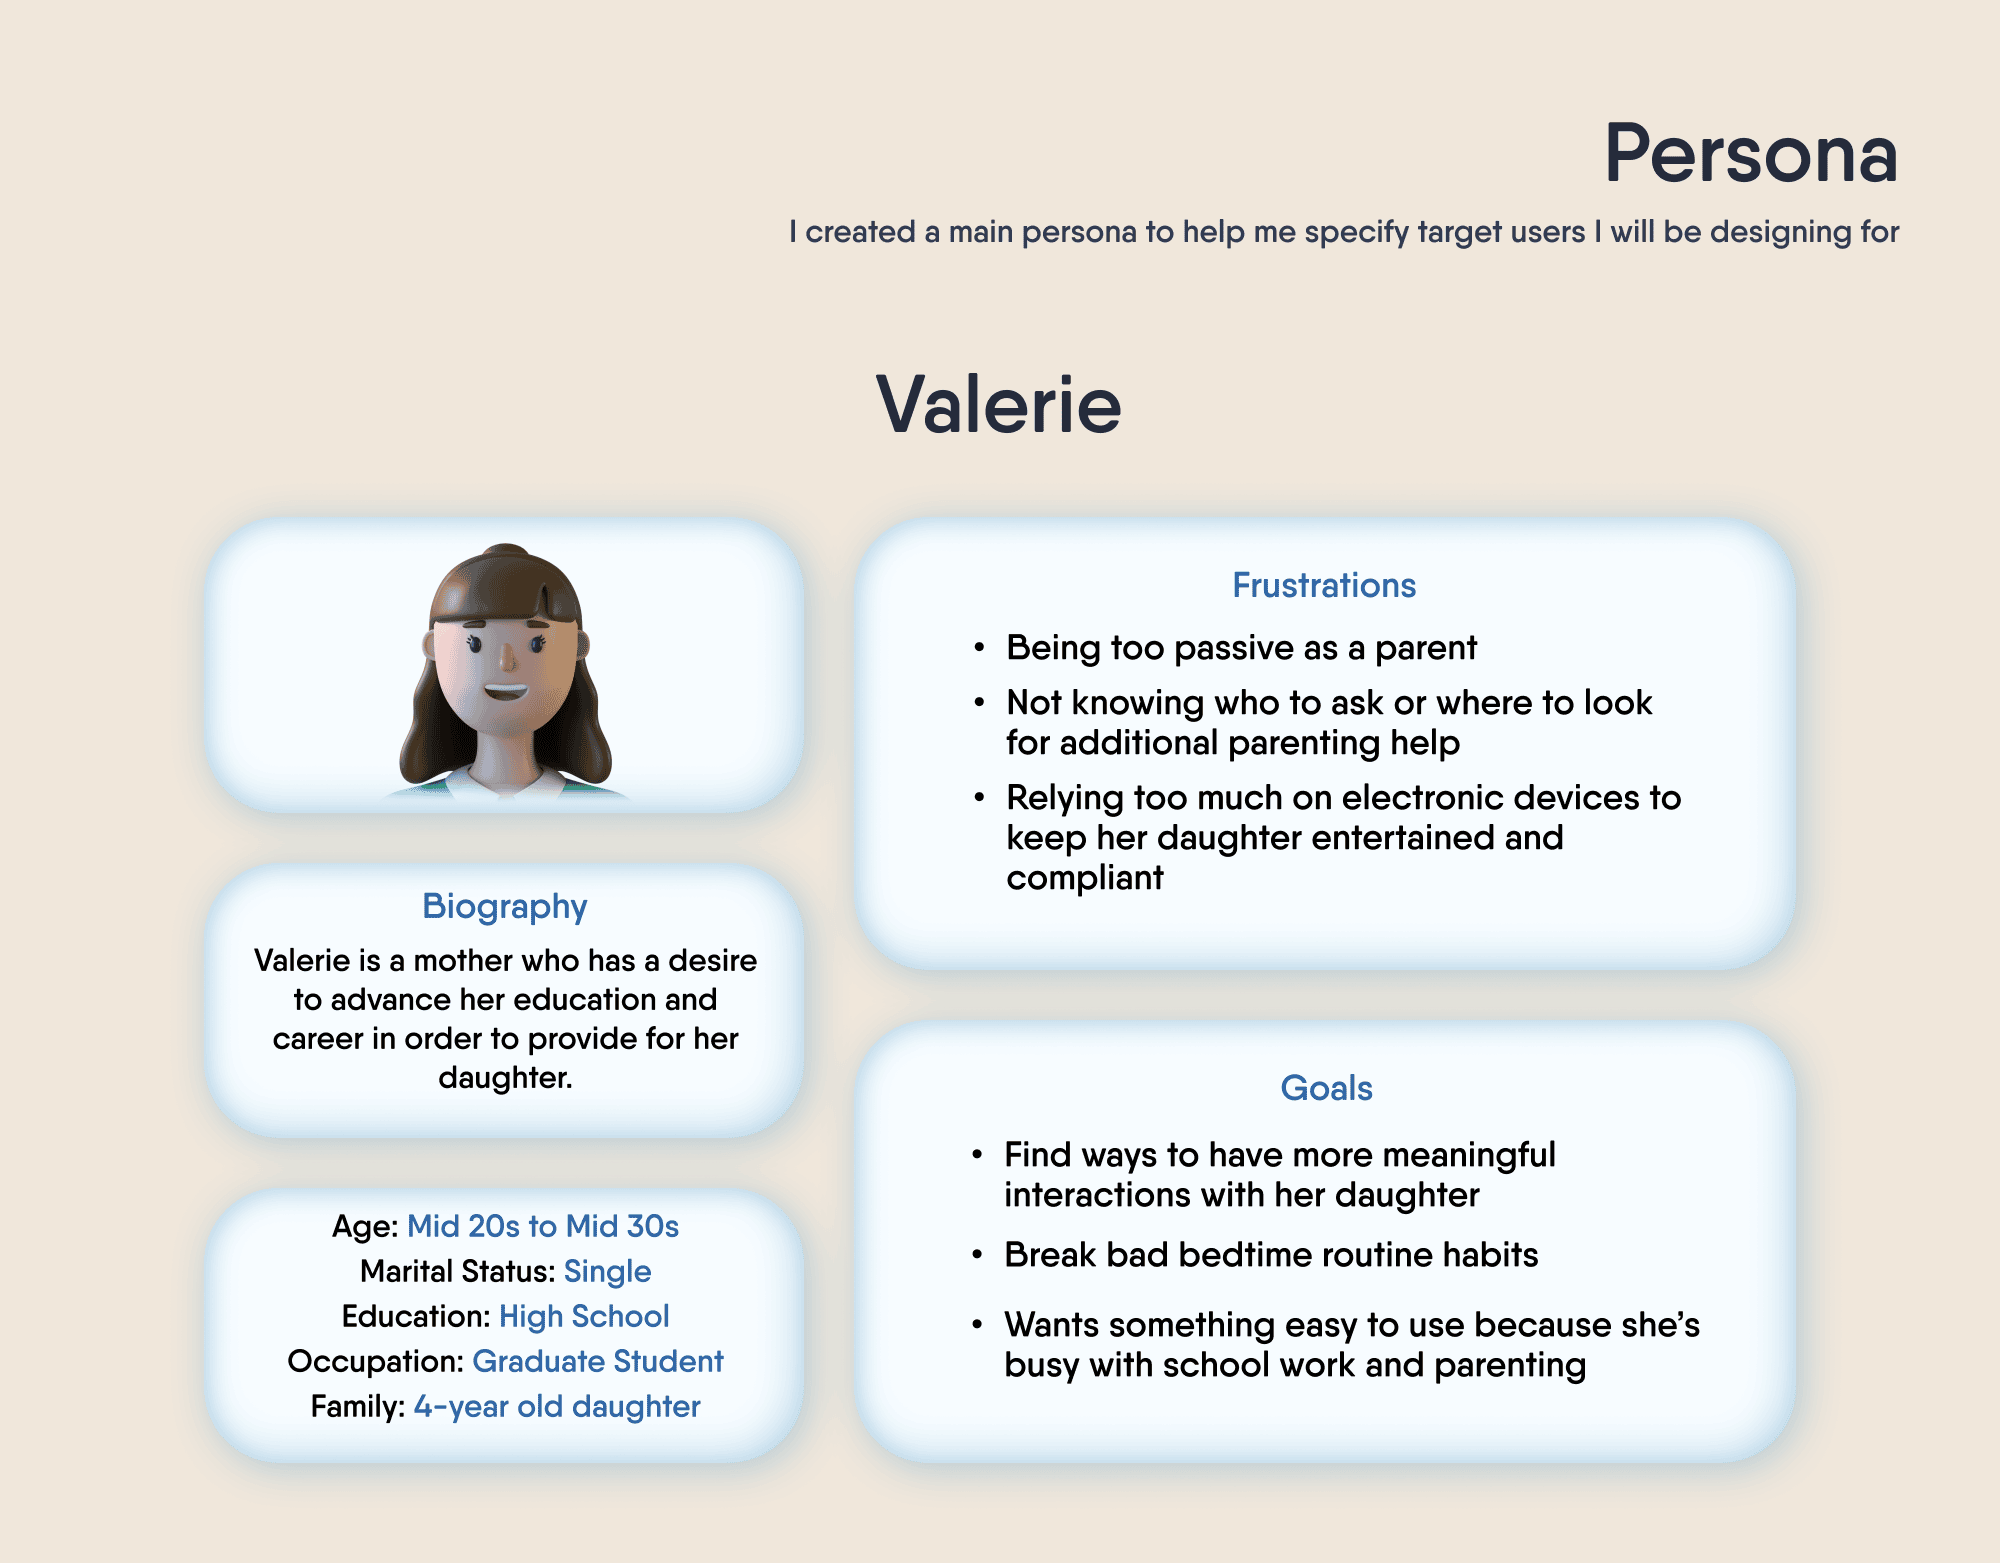 Persona
I created a main persona to help me specify target users I will be designing for
Valerie
Biography
Valerie is a mother who has a desire
to advance her education and
career in order to provide for her
daughter.
Age: Mid 20s to Mid 30s
Marital Status: Single
Education: High School
Occupation: Graduate Student
Family: 4-year old daughter
Frustrations
• Being too passive as a parent
• Not knowing who to ask or where to look
for additional parenting help
• Relying too much on electronic devices to
keep her daughter entertained and
compliant
Goals
• Find ways to have more meaningful
interactions with her daughter
• Break bad bedtime routine habits
• Wants something easy to use because she’s
busy with school work and parenting